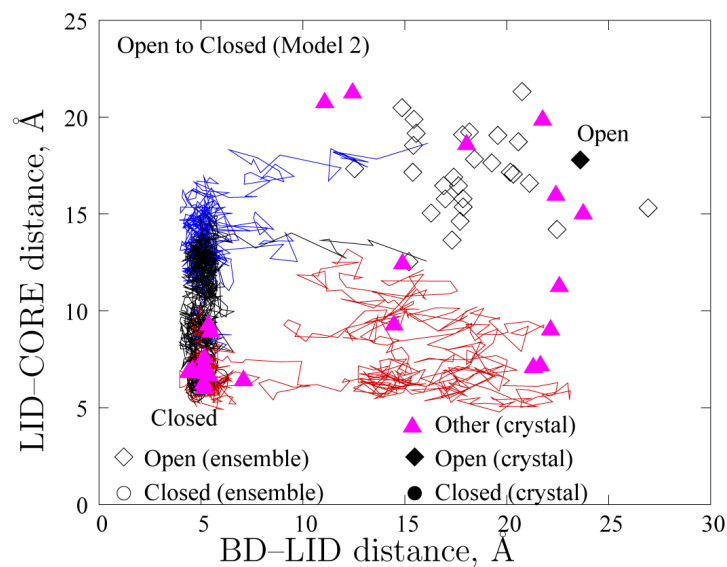 25
Open to Closed (Model 2)
20
Open
15
10
5
Closed
Other (crystal)
Open (ensemble)
Open (crystal)
Closed (ensemble)
Closed (crystal)
0
0 5 10 15 20 25 30
LID–CORE distance, Å
BD–LID distance, Å